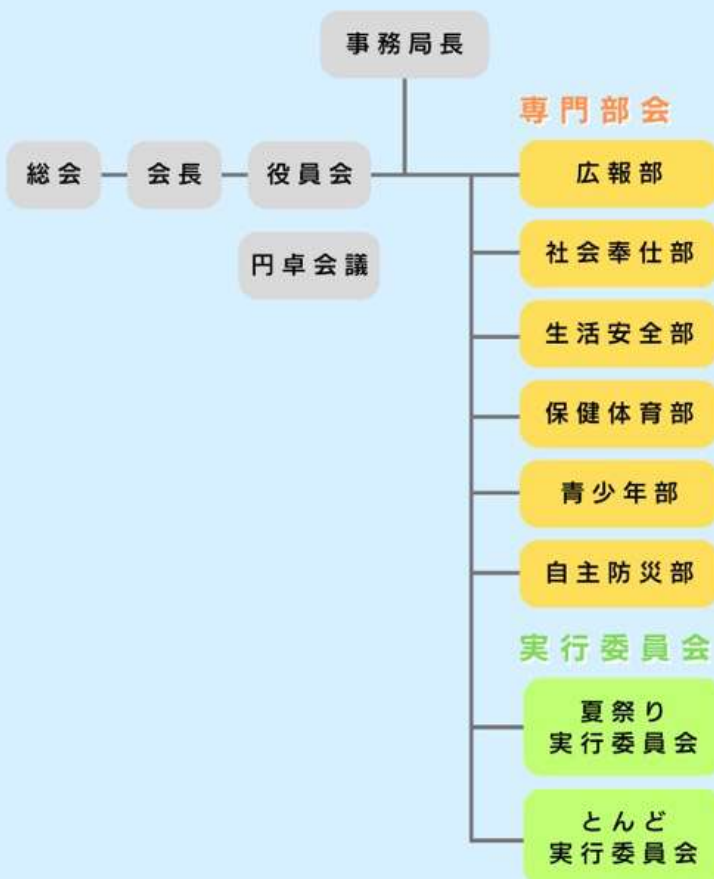 事務局長
専門部会
総会
会長
役員会
広報部
円卓会議
社会奉仕部
生活安全部
保健体育部
青少年部
自主防災部
実行委員会
夏祭り
実行委員会
とんど
実行委員会